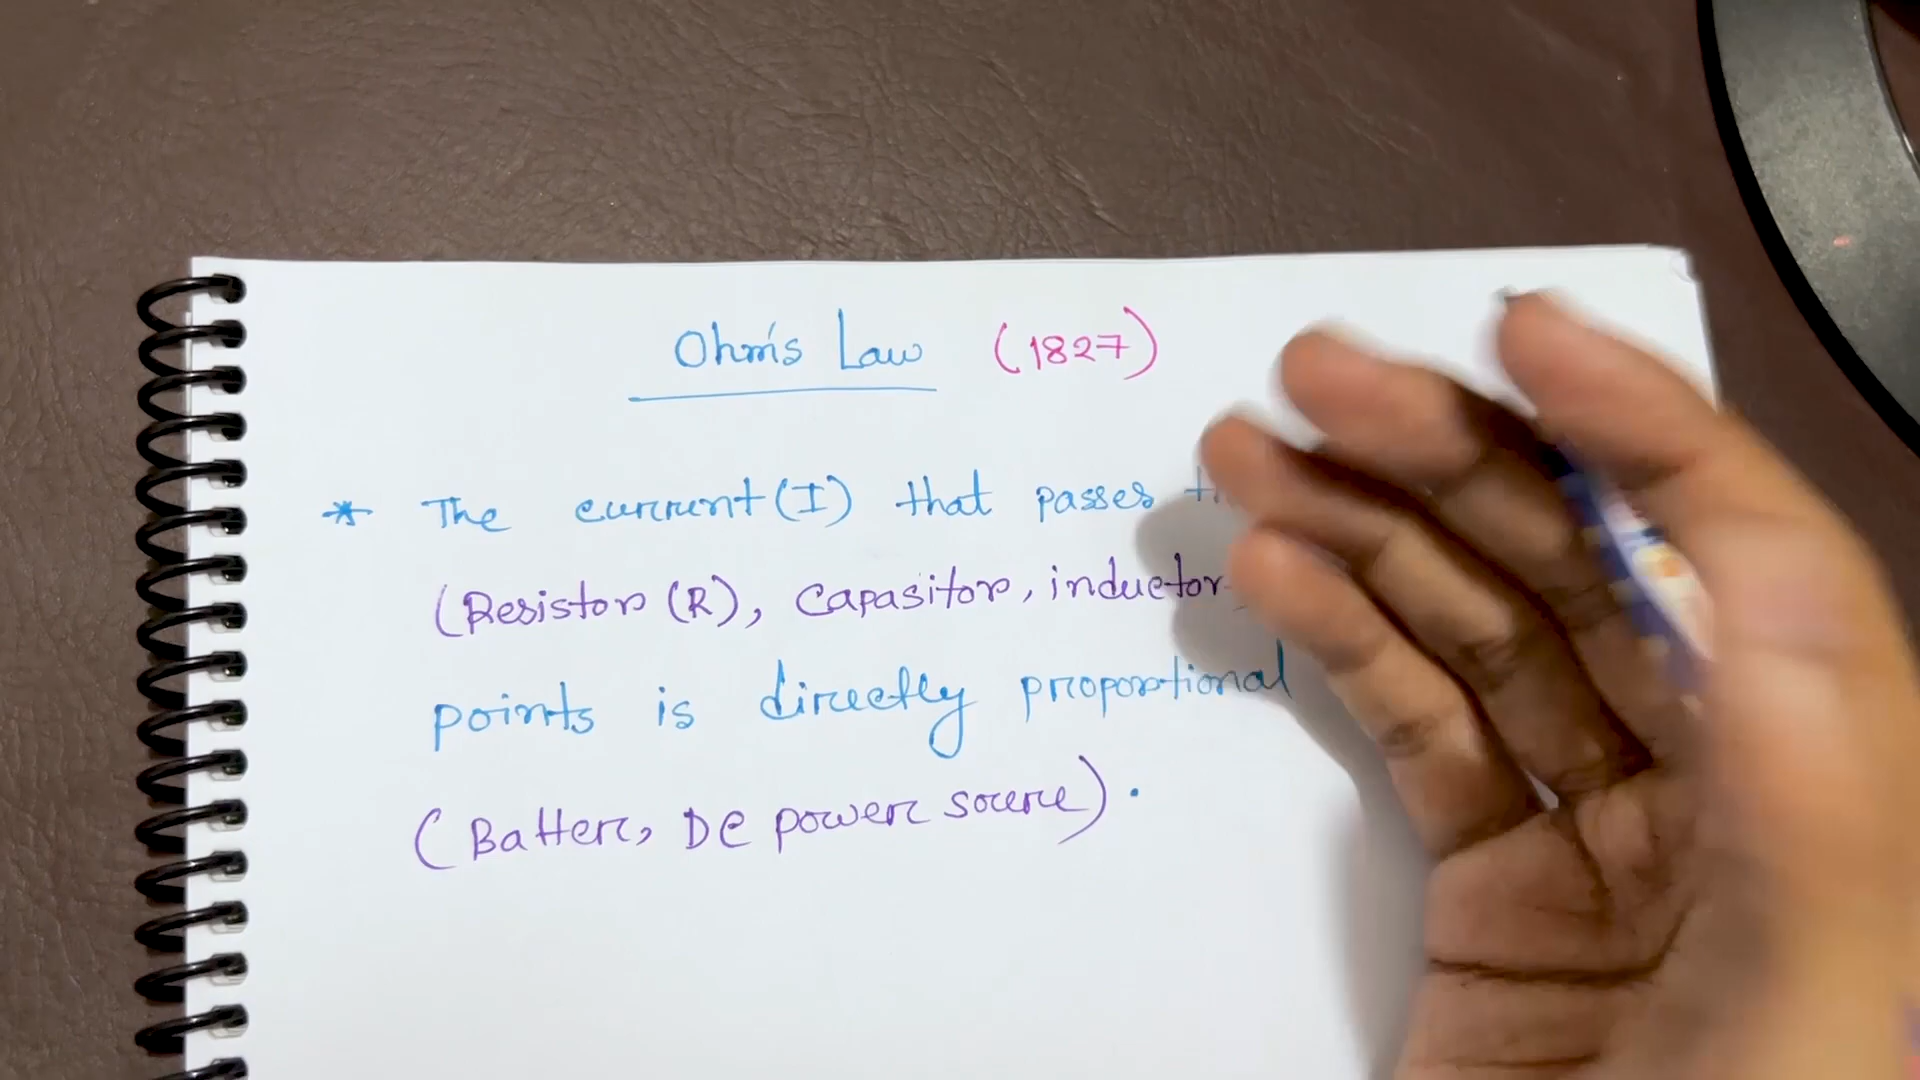 Ohm's Law (1827)
* The current (I) that passes
(Resistor (R), Capasitor, inductor
points is directly proportional
(Batter, DC power source).